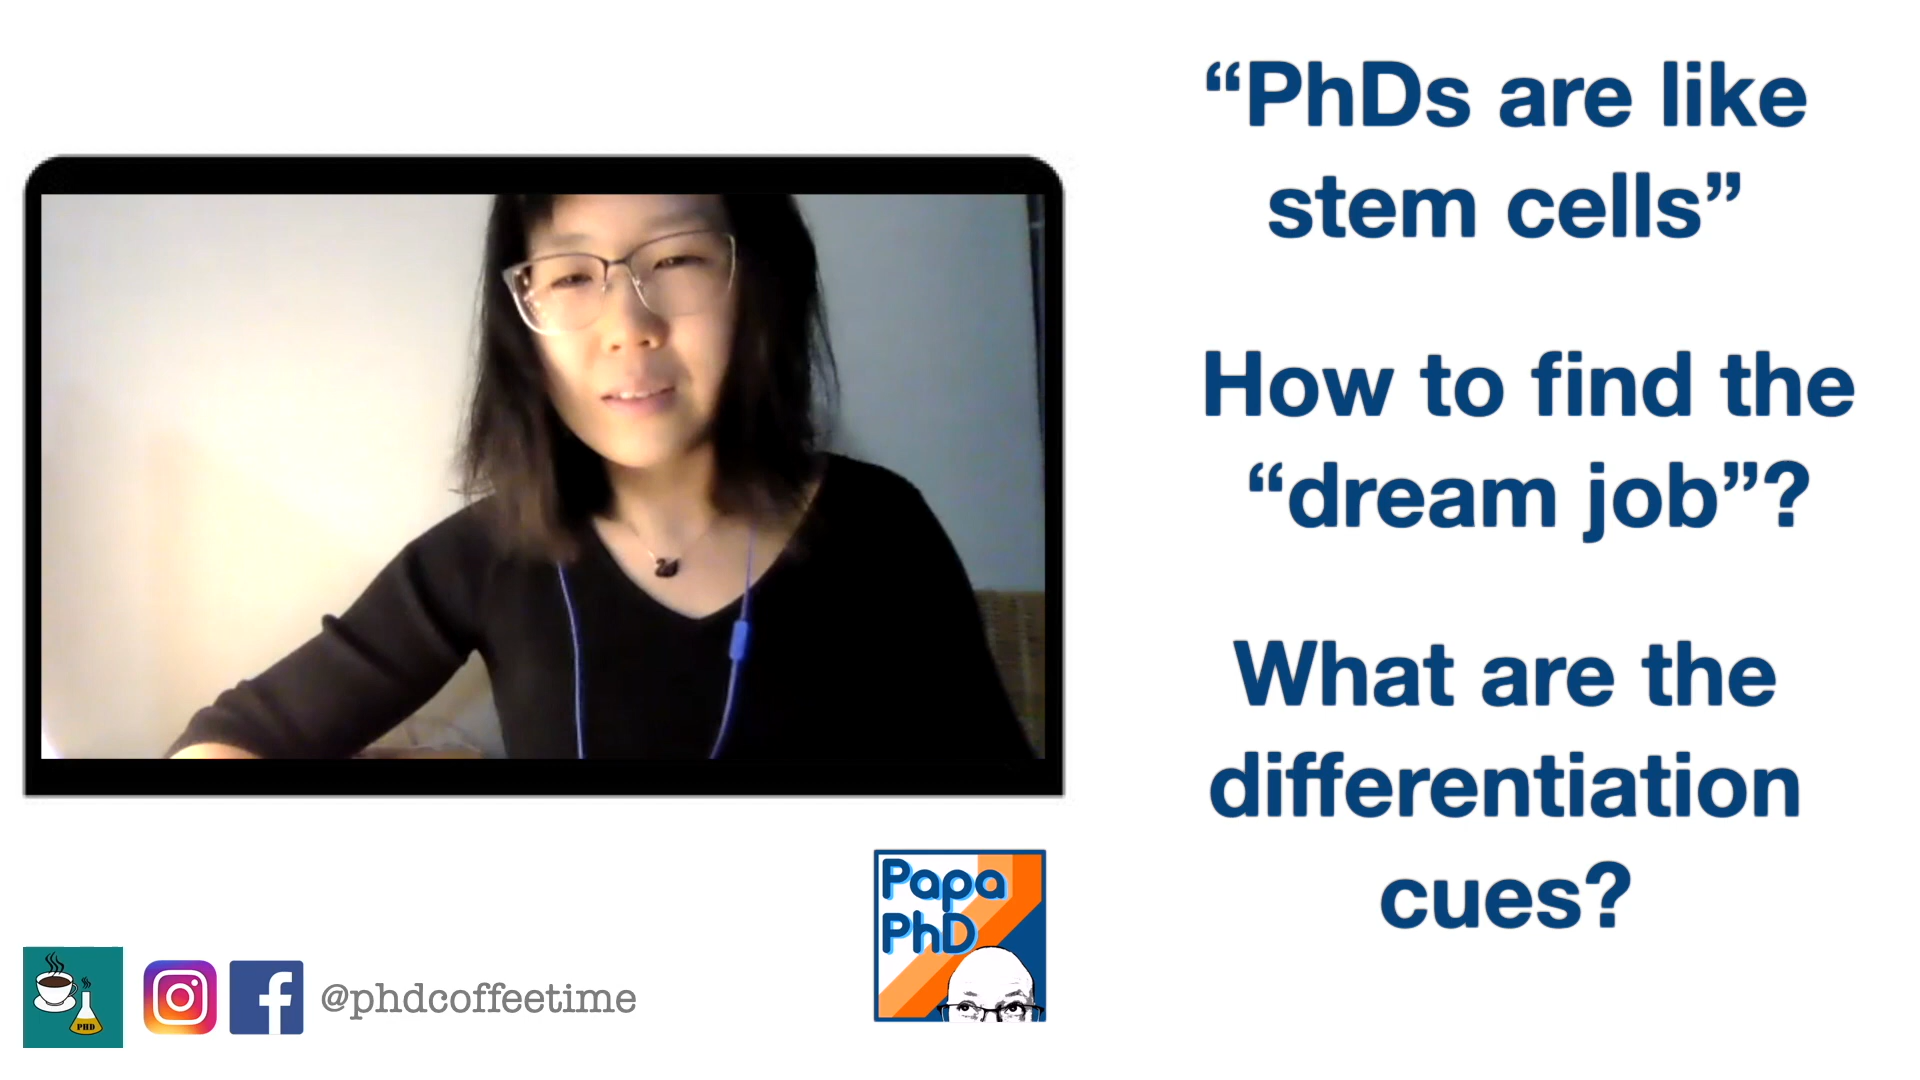 “PhDs are like
stem cells”
How to find the
“dream job”?
What are the
differentiation
cues?
Papa
PhD
PHD
@phdcoffeetime